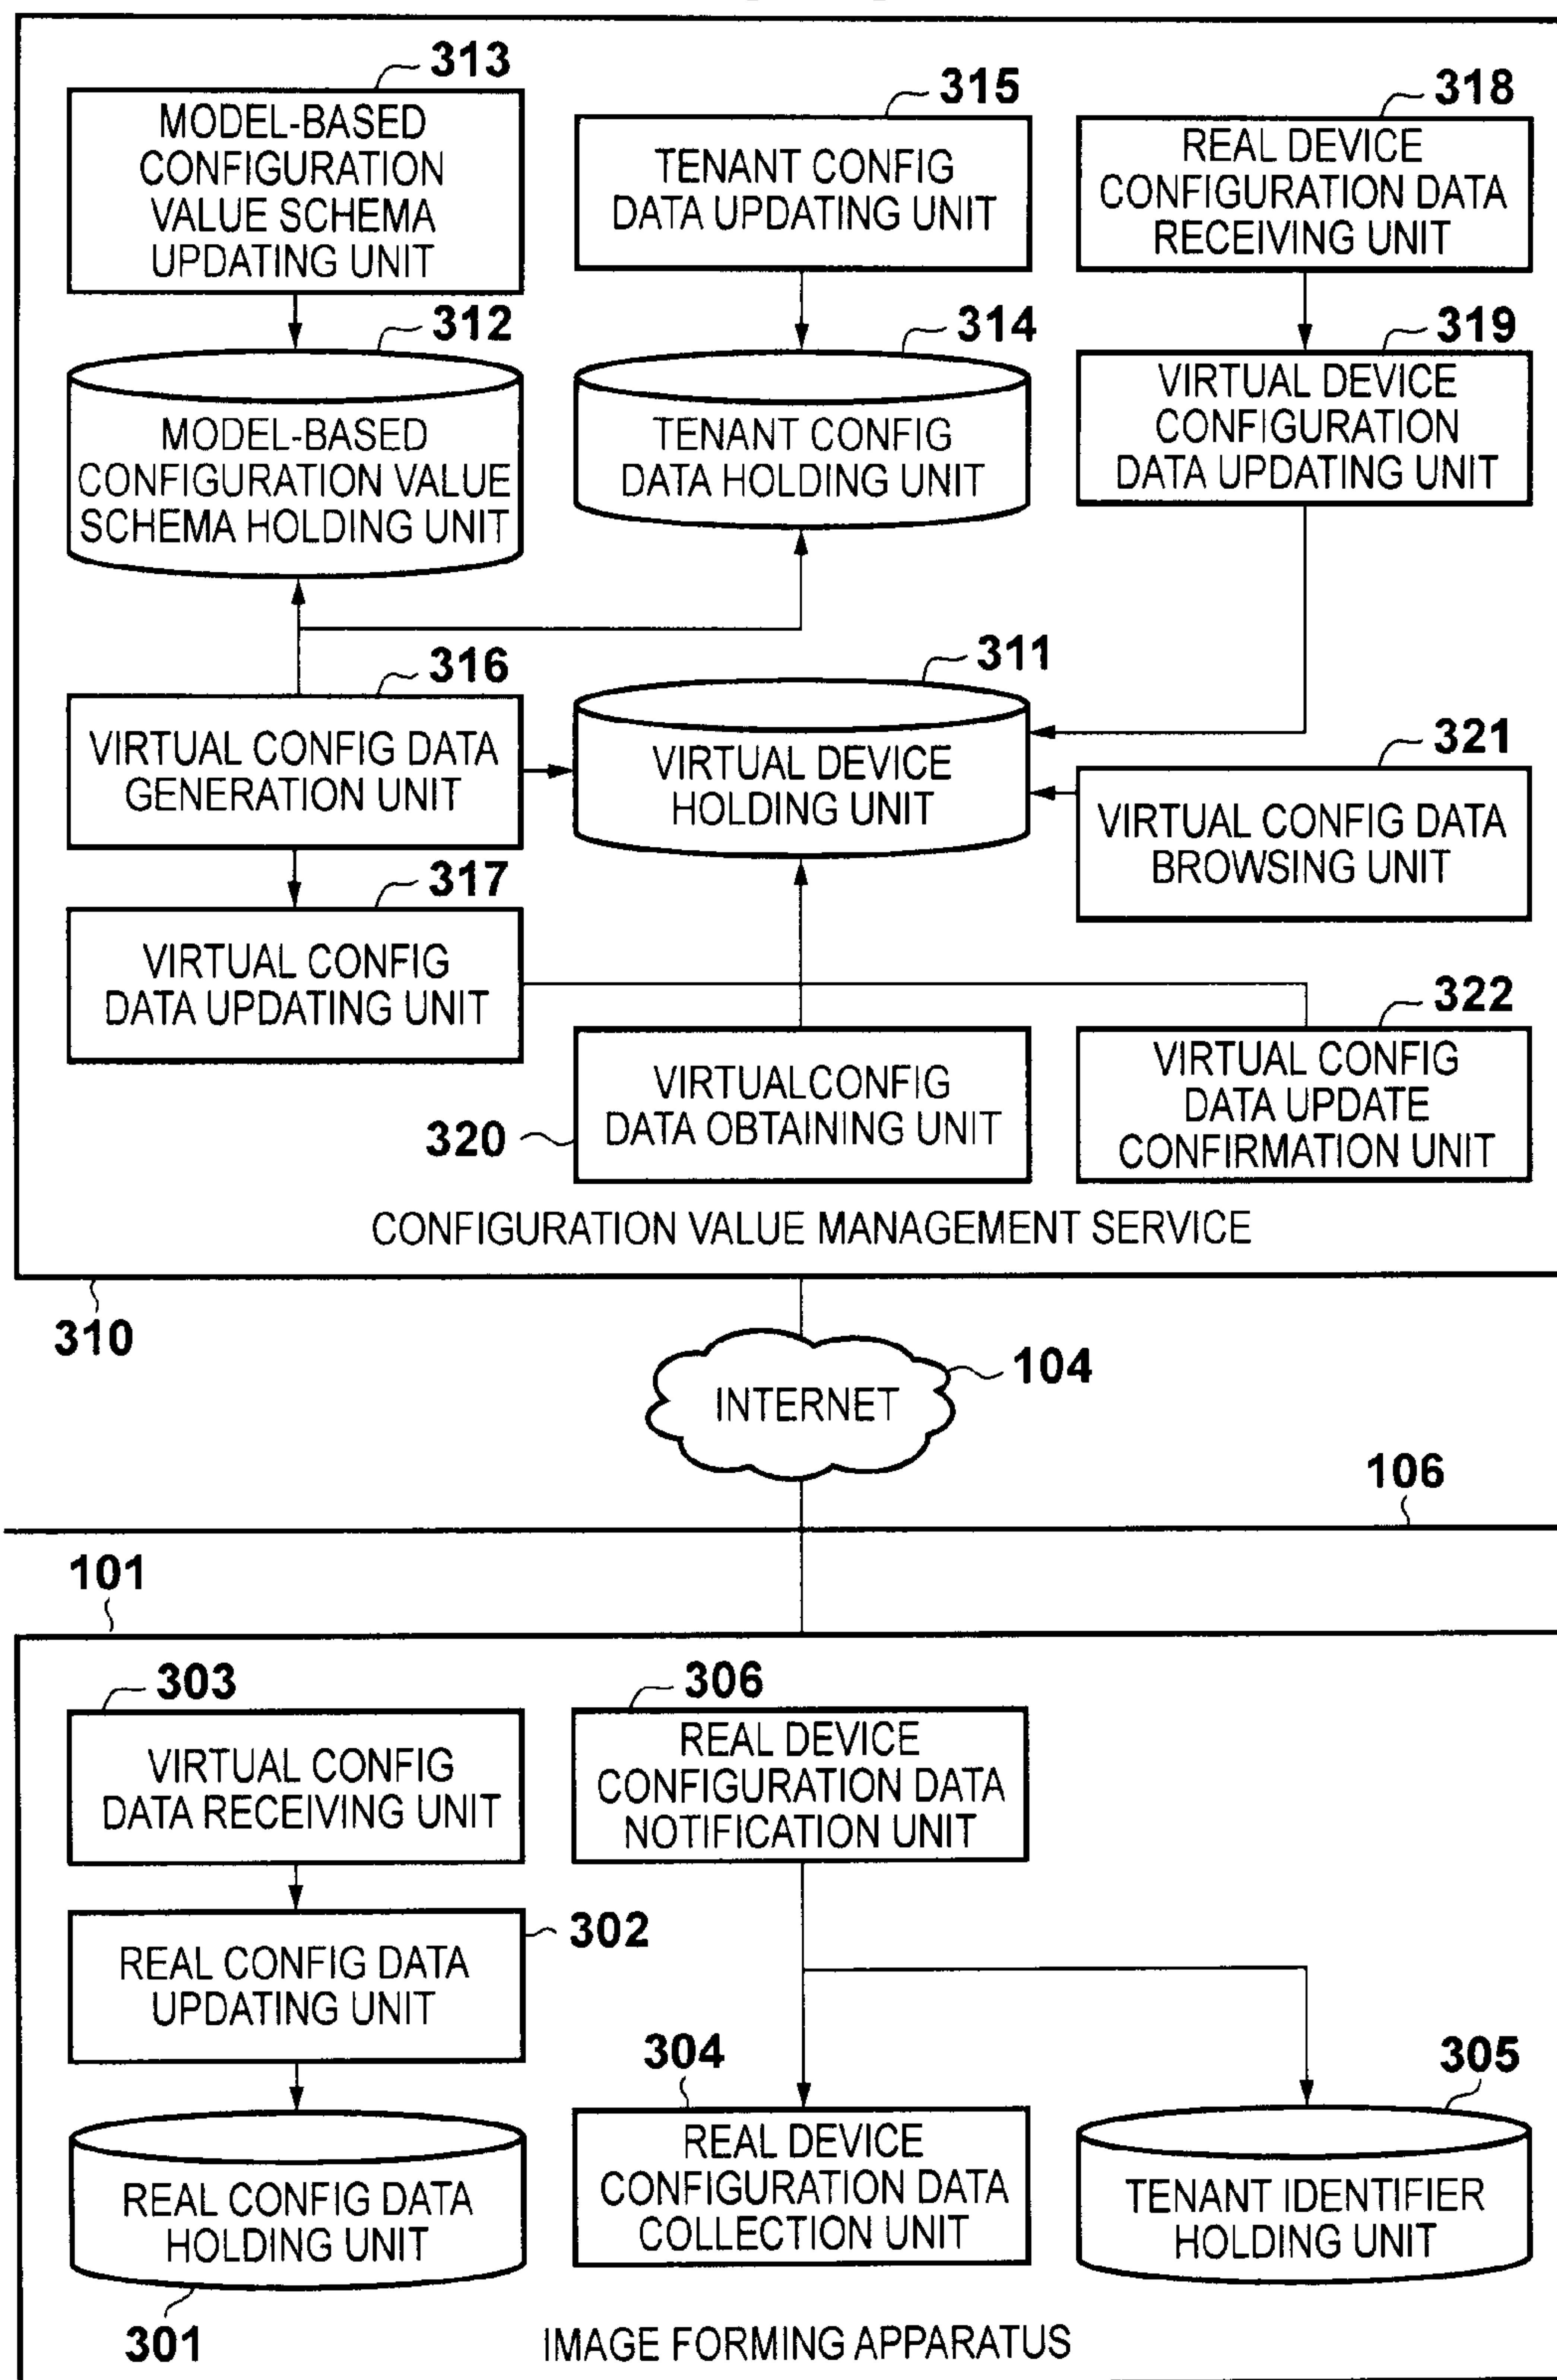 313
MODEL-BASED
CONFIGURATION
VALUE SCHEMA
UPDATING UNIT
315
TENANT CONFIG
DATA UPDATING UNIT
318
REAL DEVICE
CONFIGURATION DATA
RECEIVING UNIT
312
MODEL-BASED
CONFIGURATION VALUE
SCHEMA HOLDING UNIT
314
TENANT CONFIG
DATA HOLDING UNIT
319
VIRTUAL DEVICE
CONFIGURATION
DATA UPDATING UNIT
316
VIRTUAL CONFIG DATA
GENERATION UNIT
311
VIRTUAL DEVICE
HOLDING UNIT
321
VIRTUAL CONFIG DATA
BROWSING UNIT
317
VIRTUAL CONFIG
DATA UPDATING UNIT
320
VIRTUALCONFIG
DATA OBTAINING UNIT
322
VIRTUAL CONFIG
DATA UPDATE
CONFIRMATION UNIT
CONFIGURATION VALUE MANAGEMENT SERVICE
310
INTERNET
104
106
101
303
VIRTUAL CONFIG
DATA RECEIVING UNIT
306
REAL DEVICE
CONFIGURATION DATA
NOTIFICATION UNIT
302
REAL CONFIG DATA
UPDATING UNIT
304
REAL DEVICE
CONFIGURATION DATA
COLLECTION UNIT
305
TENANT IDENTIFIER
HOLDING UNIT
REAL CONFIG DATA
HOLDING UNIT
301
IMAGE FORMING APPARATUS